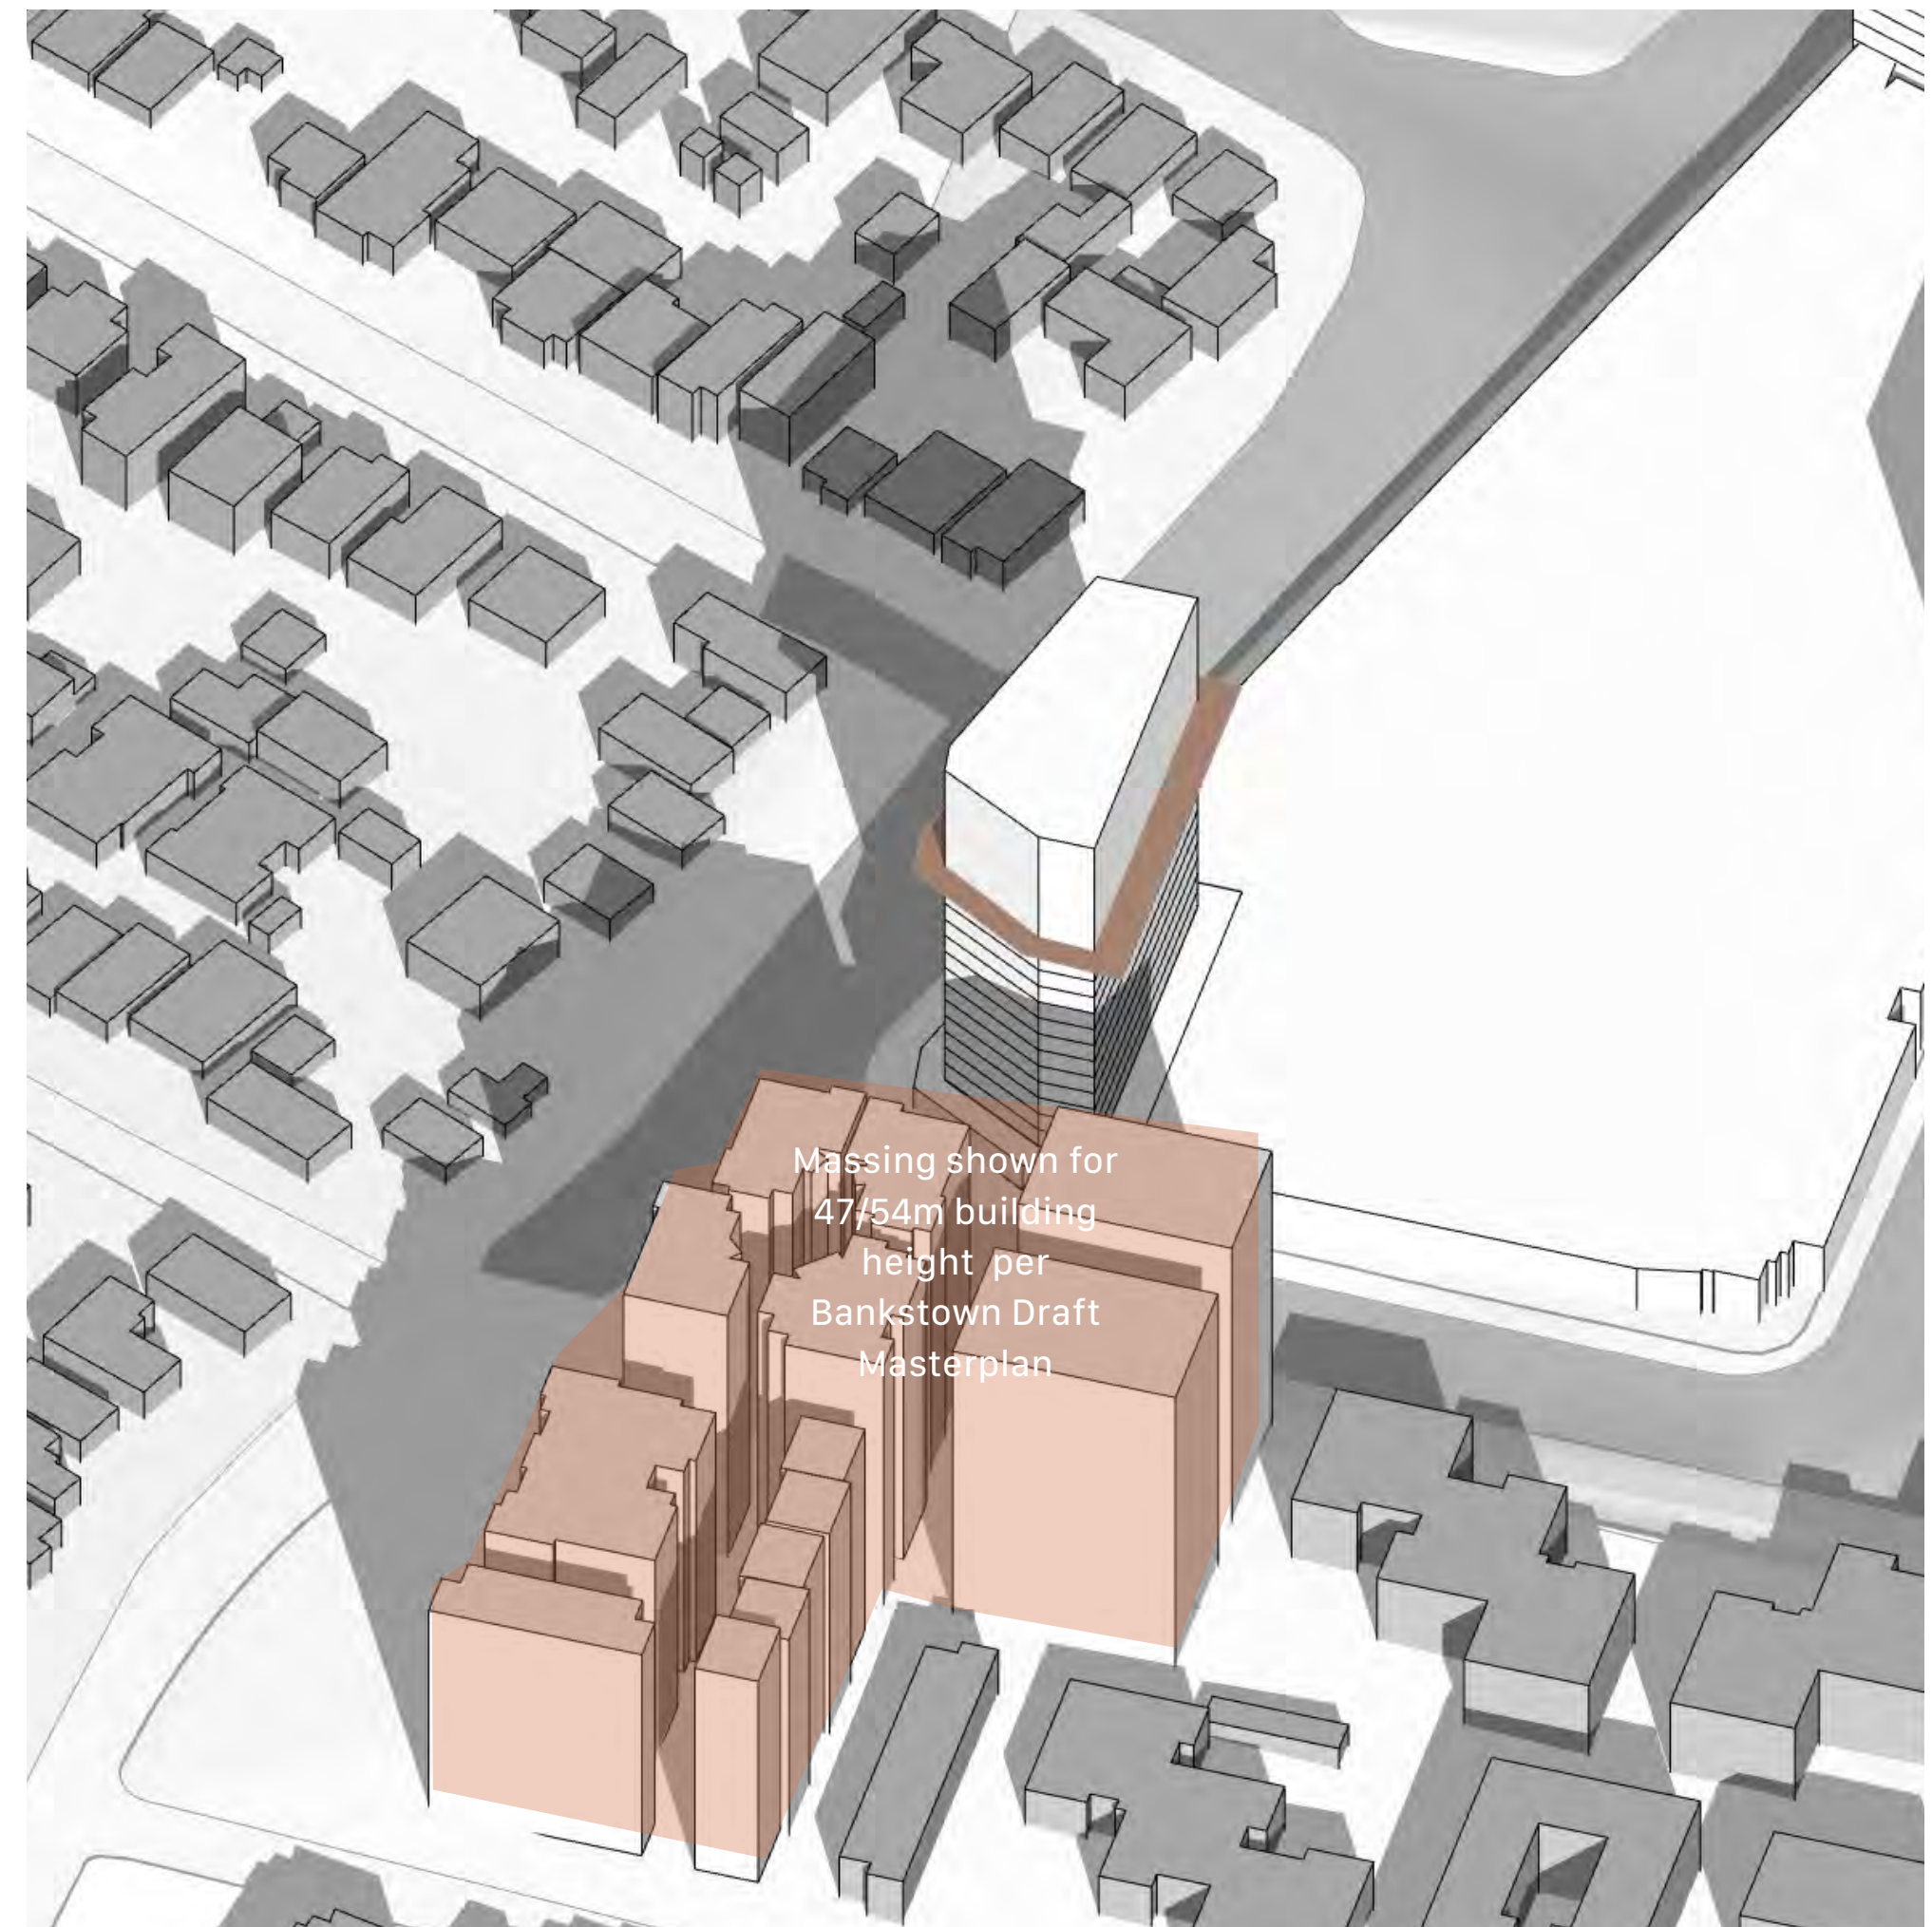 Massing shown for
47/54m building
height per
Bankstown Draft
Masterplan